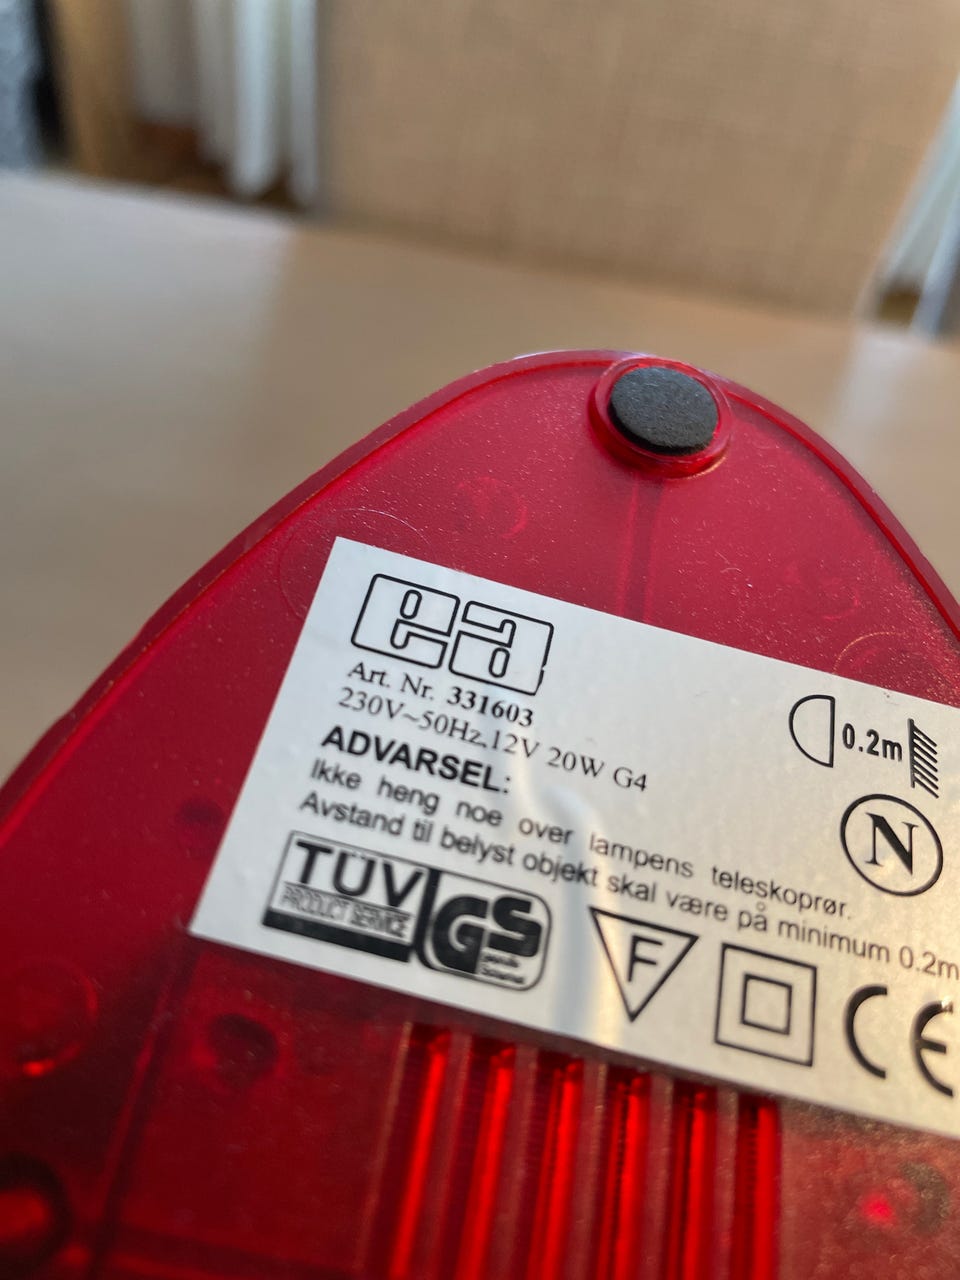 ea
Art. Nr. 331603
230V~50Hz,12V 20W G4
ADVARSEL:
Ikke heng noe over lampens teleskoprør.
Avstand til belyst objekt skal være på minimum 0.2m
0.2m
N
TÜV
PRODUCT SERVICE
GS
F
CE